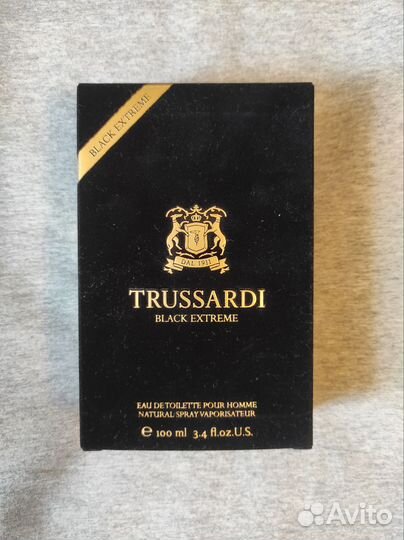 BLACK EXTREME
DAL 1911
TRUSSARDI
BLACK EXTREME
EAU DE TOILETTE POUR HOMME
NATURAL SPRAY VAPORISATEUR
e 100 ml 3.4 fl.oz.U.S.
Avito